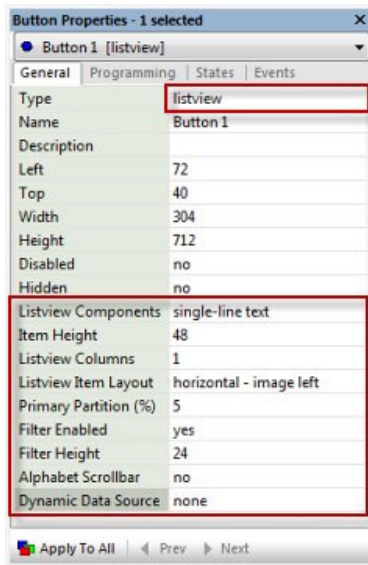 Button Properties - 1 selected
Button 1 [listview]
General Programming States Events
Type listview
Name Button 1
Description
Left 72
Top 40
Width 304
Height 712
Disabled no
Hidden no
Listview Components single-line text
Item Height 48
Listview Columns 1
Listview Item Layout horizontal - image left
Primary Partition (%) 5
Filter Enabled yes
Filter Height 24
Alphabet Scrollbar no
Dynamic Data Source none
Apply To All Prev Next